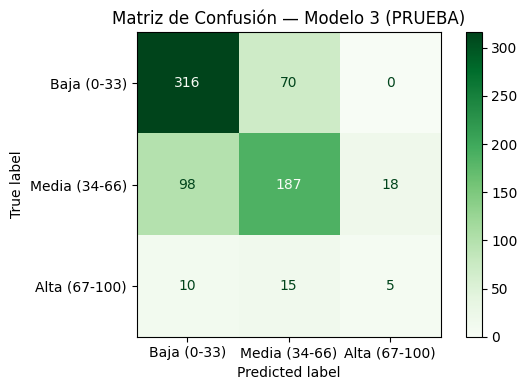 Matriz de Confusión — Modelo 3 (PRUEBA)
True label
Baja (0-33)
316 70 0
Media (34-66)
98 187 18
Alta (67-100)
10 15 5
Baja (0-33) Media (34-66) Alta (67-100)
Predicted label
300
250
200
150
100
50
0